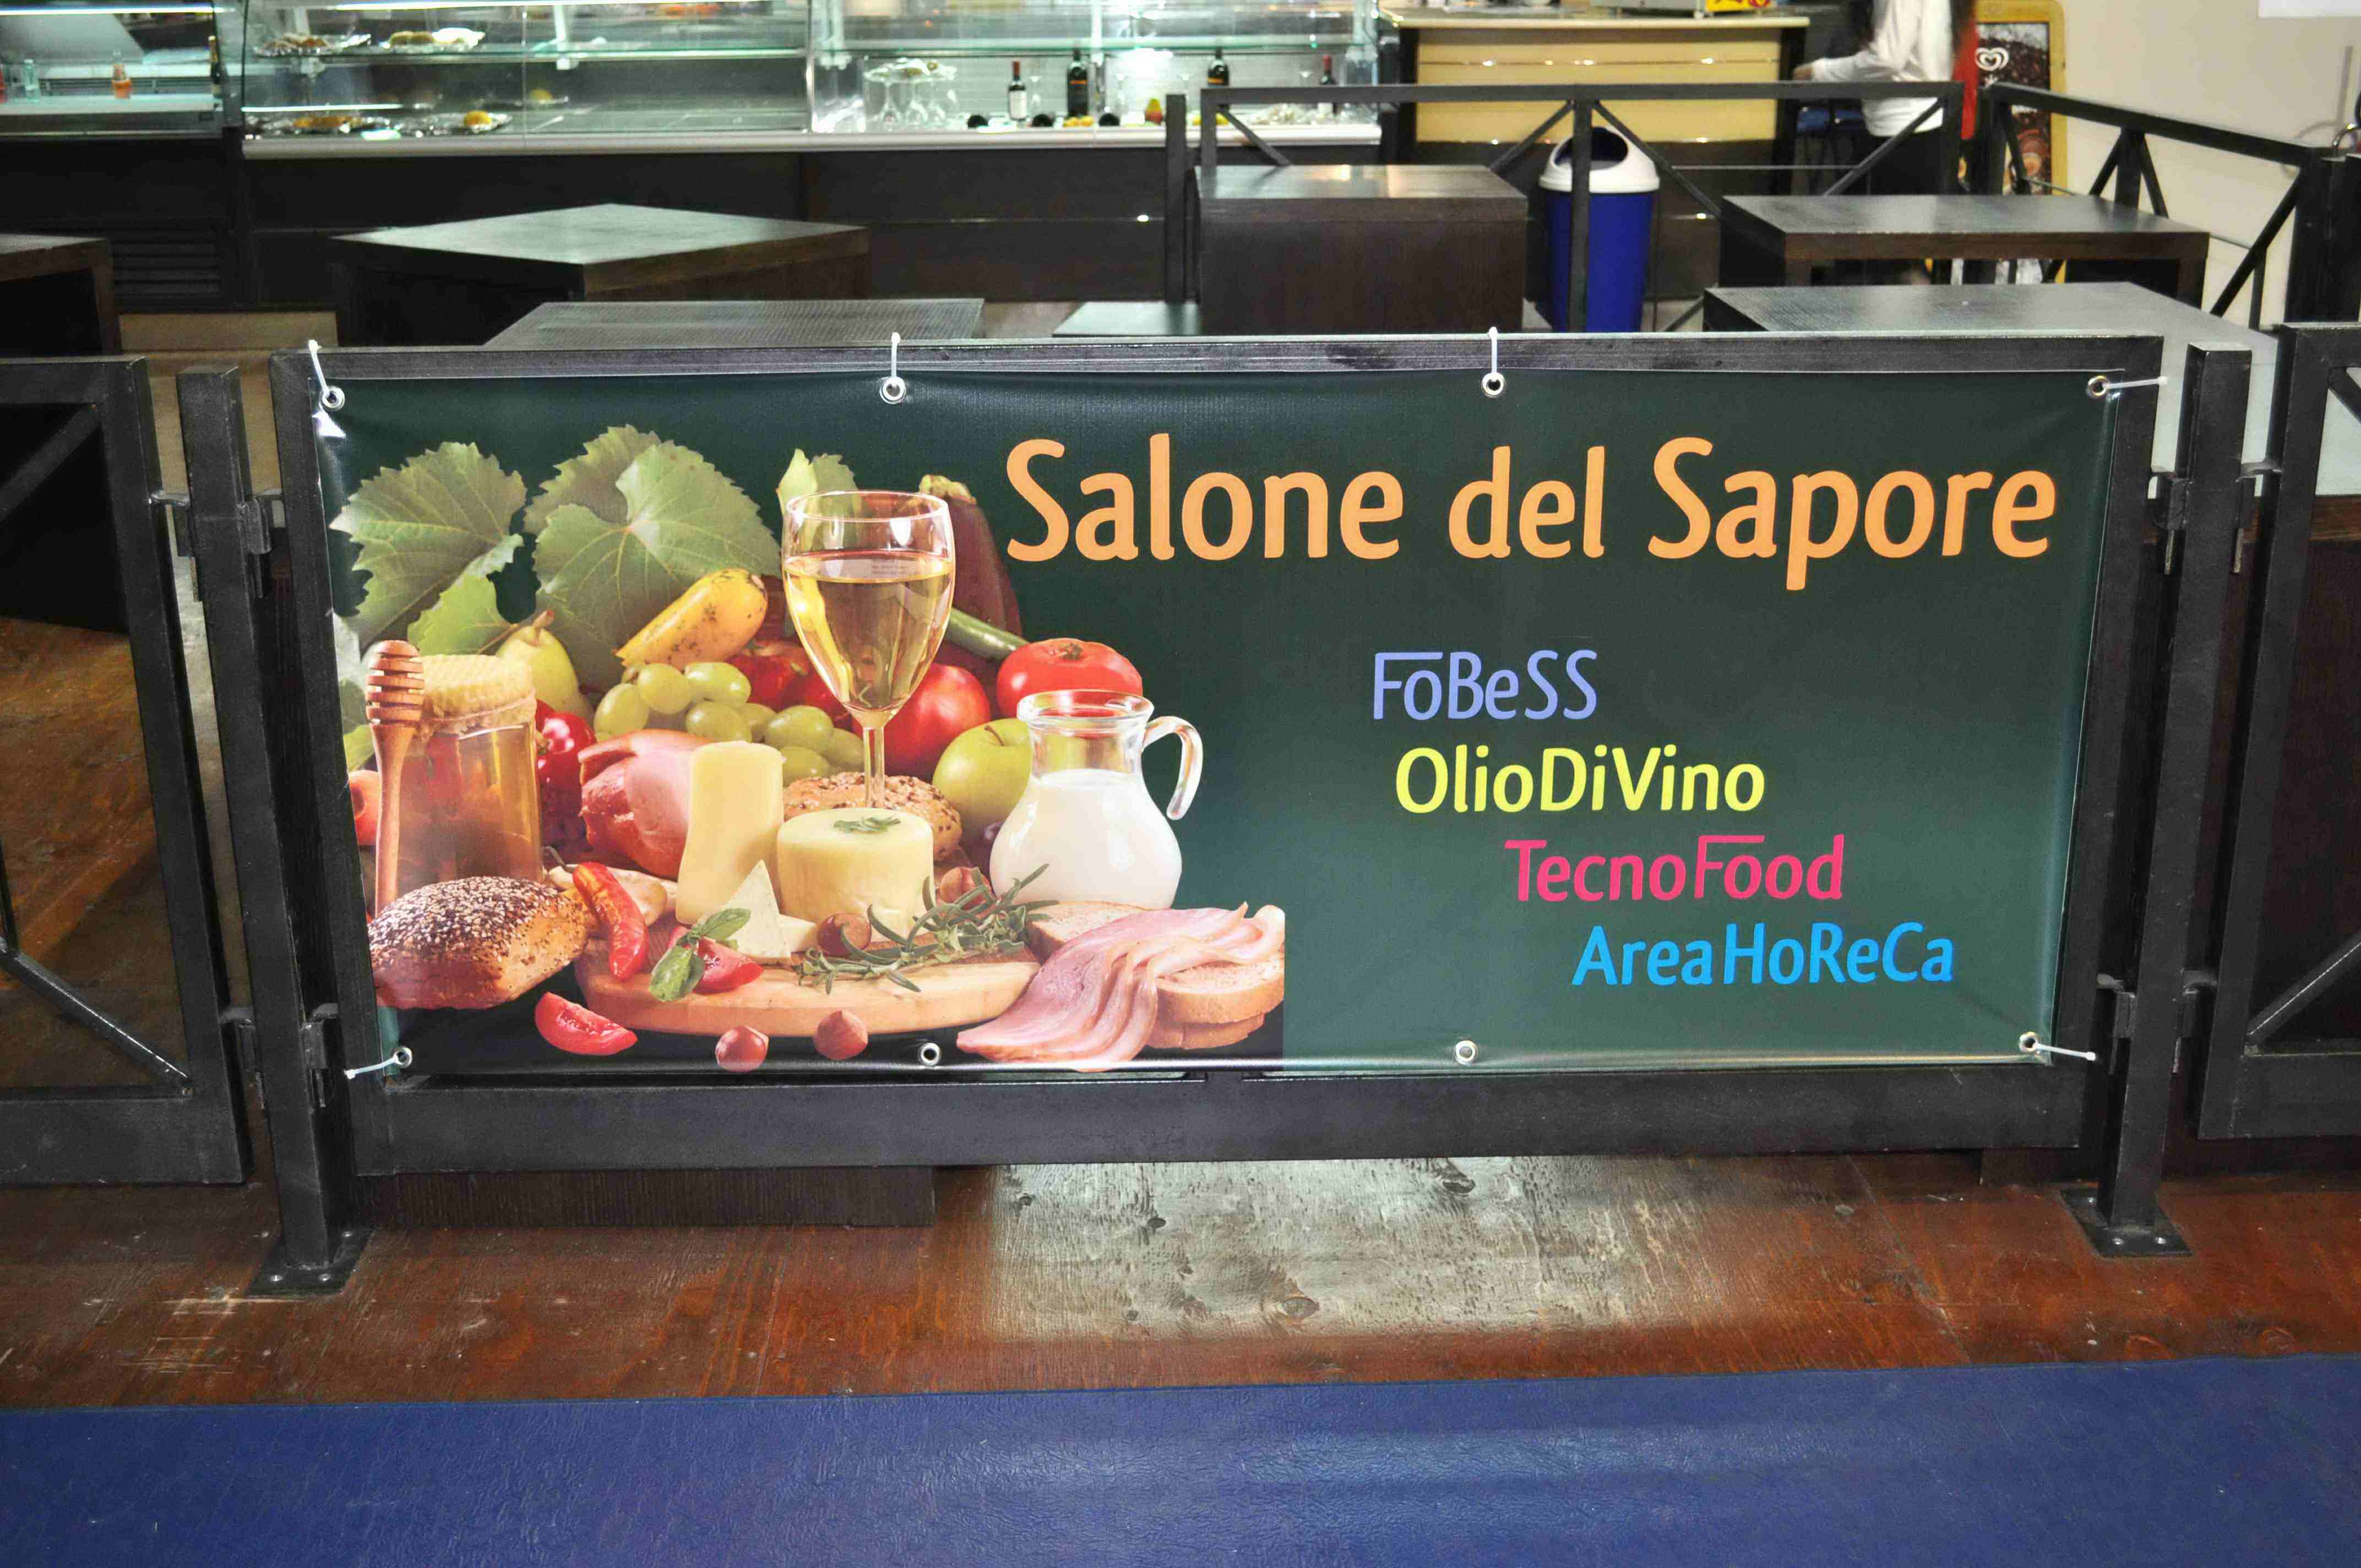 Salone del Sapore
FoBeSS
OlioDiVino
TecnoFood
AreaHoReCa